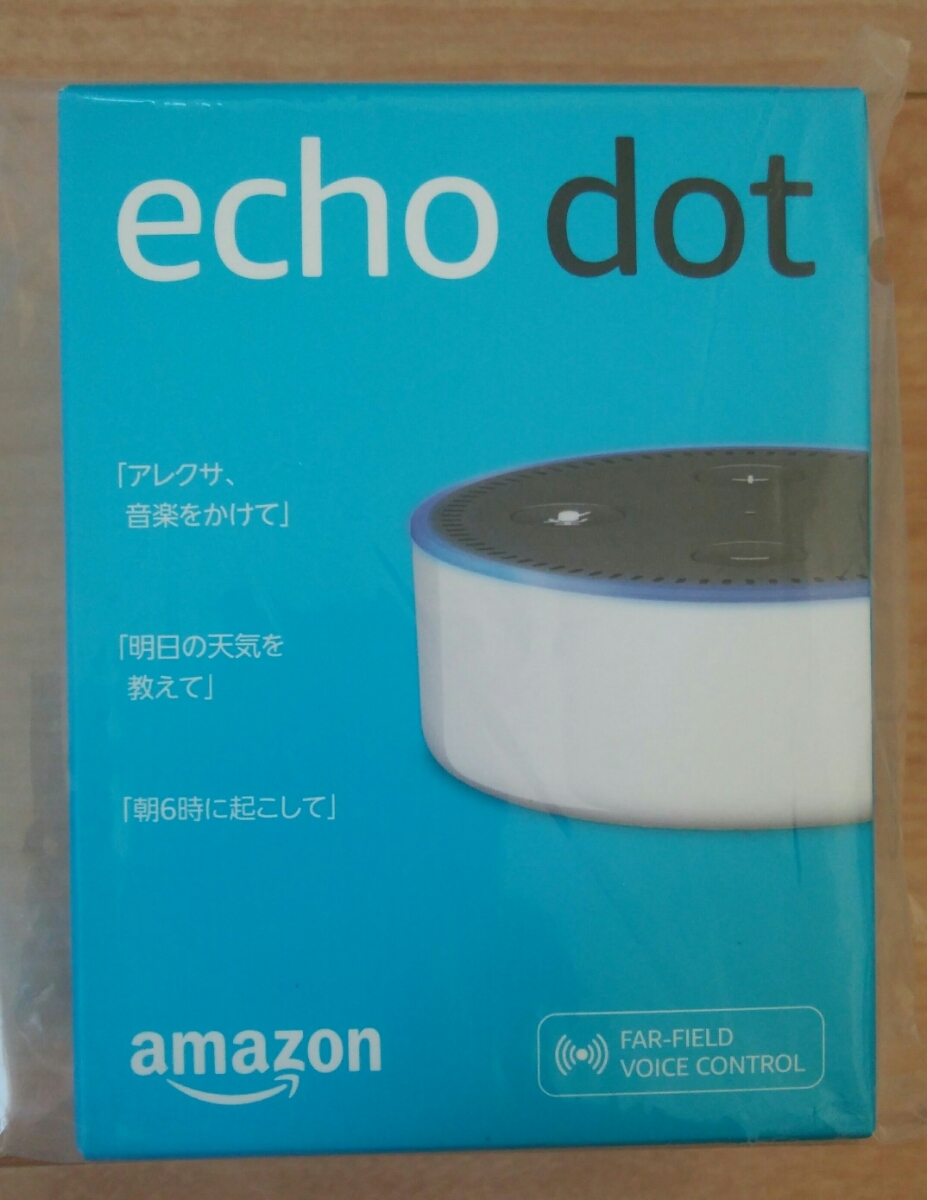 echo dot
「アレクサ、
音楽をかけて」
「明日の天気を
教えて」
「朝6時に起こして」
amazon
FAR-FIELD
VOICE CONTROL